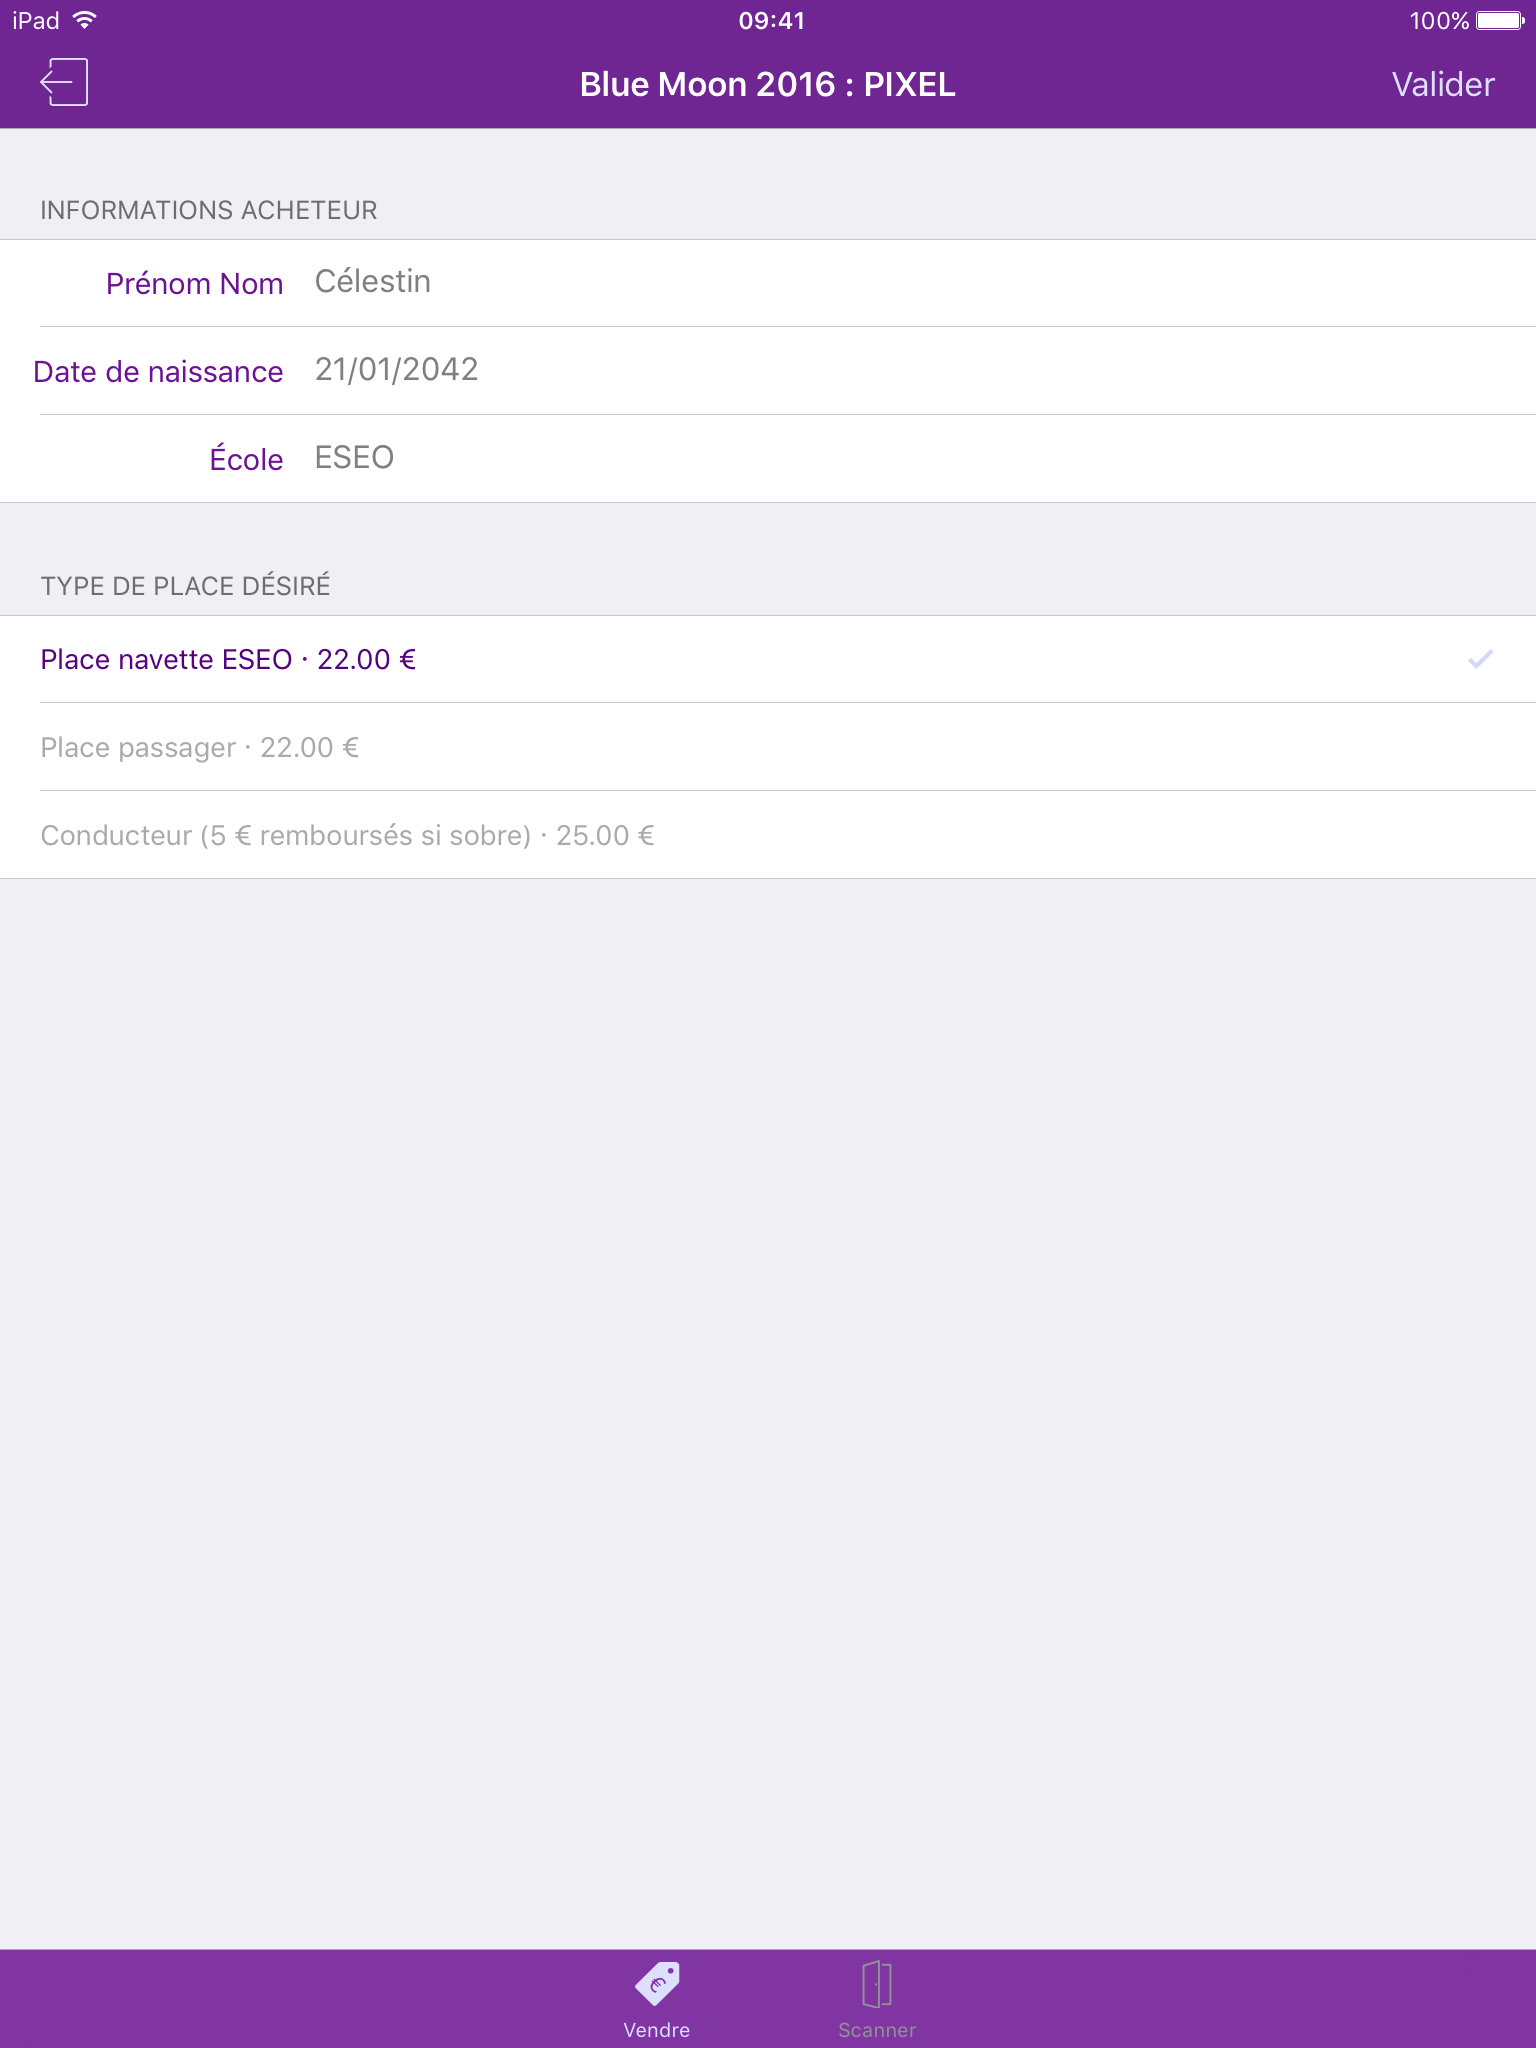 iPad 09:41 100%
Blue Moon 2016 : PIXEL Valider
INFORMATIONS ACHETEUR
Prénom Nom Célestin
Date de naissance 21/01/2042
École ESEO
TYPE DE PLACE DÉSIRÉ
Place navette ESEO · 22.00 €
Place passager · 22.00 €
Conducteur (5 € remboursés si sobre) · 25.00 €
€
Vendre Scanner